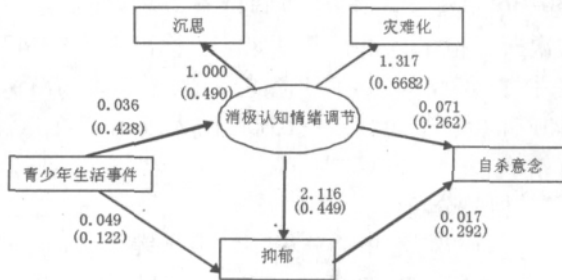 沉思
灾难化
1.000
(0.490)
1.317
(0.6682)
0.036
(0.428)
消极认知情绪调节
0.071
(0.262)
青少年生活事件
自杀意念
2.116
(0.449)
0.049
(0.122)
0.017
(0.292)
抑郁